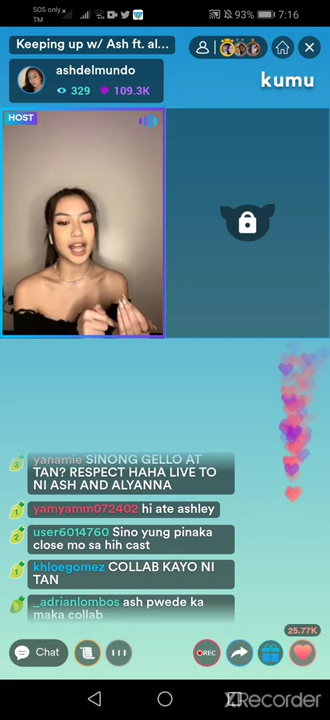 SOS only
TM
93% 7:16
Keeping up w/ Ash ft. al...
ashdelmundo
329 109.3K
kumu
HOST
yanamie SINONG GELLO AT
TAN? RESPECT HAHA LIVE TO
NI ASH AND ALYANNA
yamyamm072402 hi ate ashley
user6014760 Sino yung pinaka
close mo sa hih cast
khloegomez COLLAB KAYO NI
TAN
_adrianlombos ash pwede ka
maka collab
25.77K
Chat
REC
XRecorder